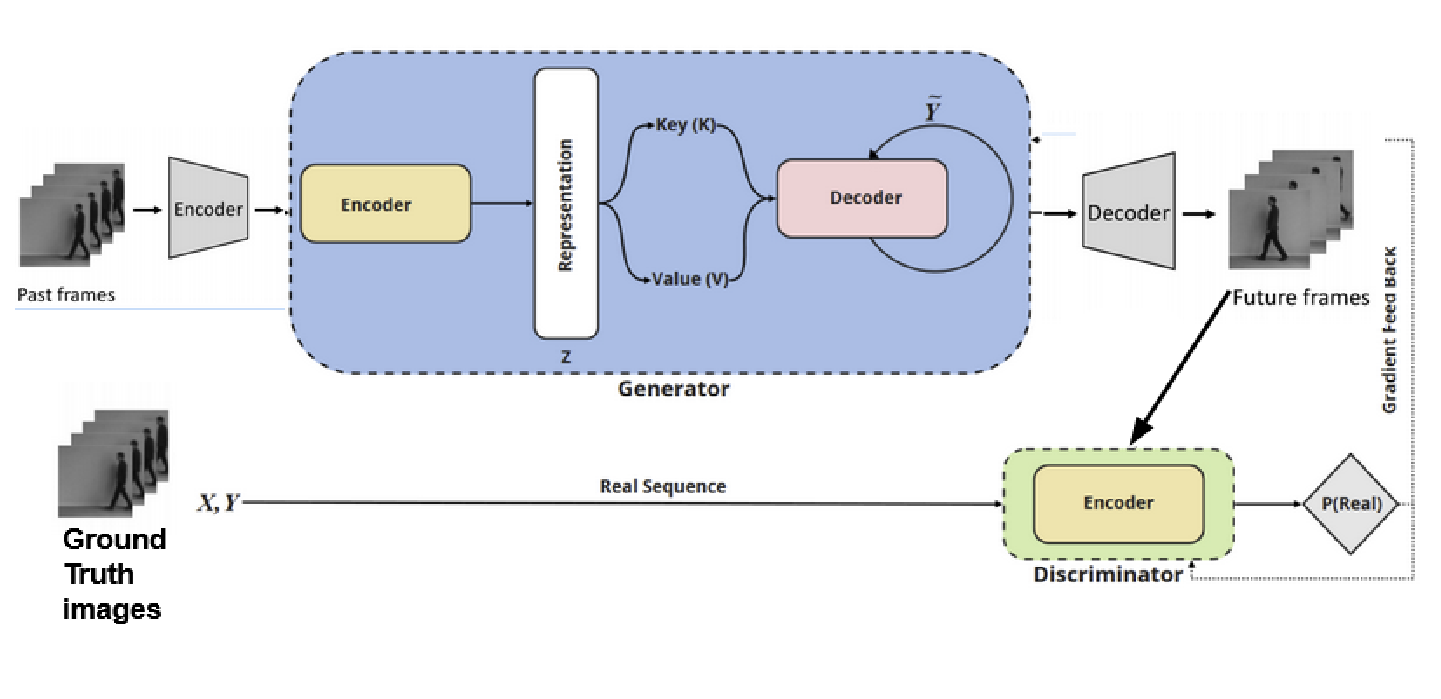 Ỹ
Key (K)
Encoder
Encoder
Representation
Decoder
Decoder
Value (V)
Past frames
Future frames
z
Generator
Gradient Feed Back
X, Y
Real Sequence
Encoder
P(Real)
Ground
Truth
images
Discriminator